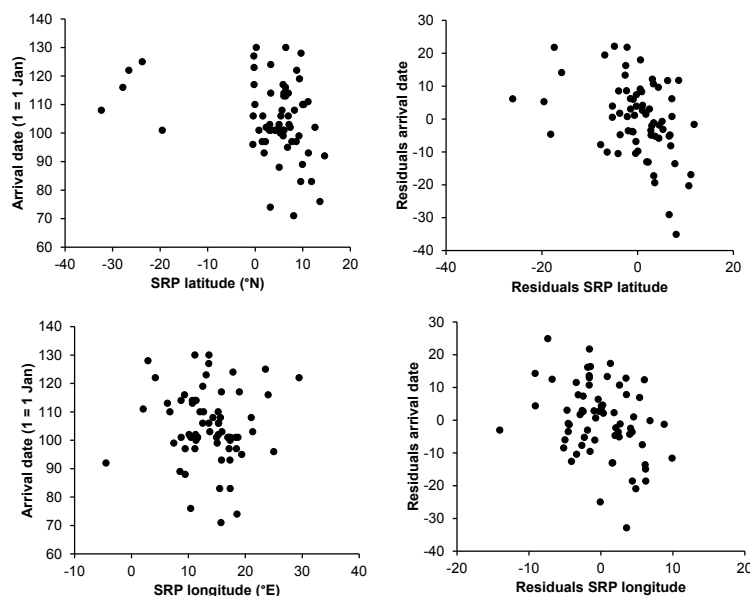 140
130
120
110
100
90
80
70
60
-40 -30 -20 -10 0 10 20
Arrival date (1 = 1 Jan)
SRP latitude (°N)
30
20
10
0
-10
-20
-30
-40
-40 -20 0 20
Residuals arrival date
Residuals SRP latitude
140
130
120
110
100
90
80
70
60
-10 0 10 20 30 40
Arrival date (1 = 1 Jan)
SRP longitude (°E)
30
20
10
0
-10
-20
-30
-40
-20 -10 0 10 20
Residuals arrival date
Residuals SRP longitude